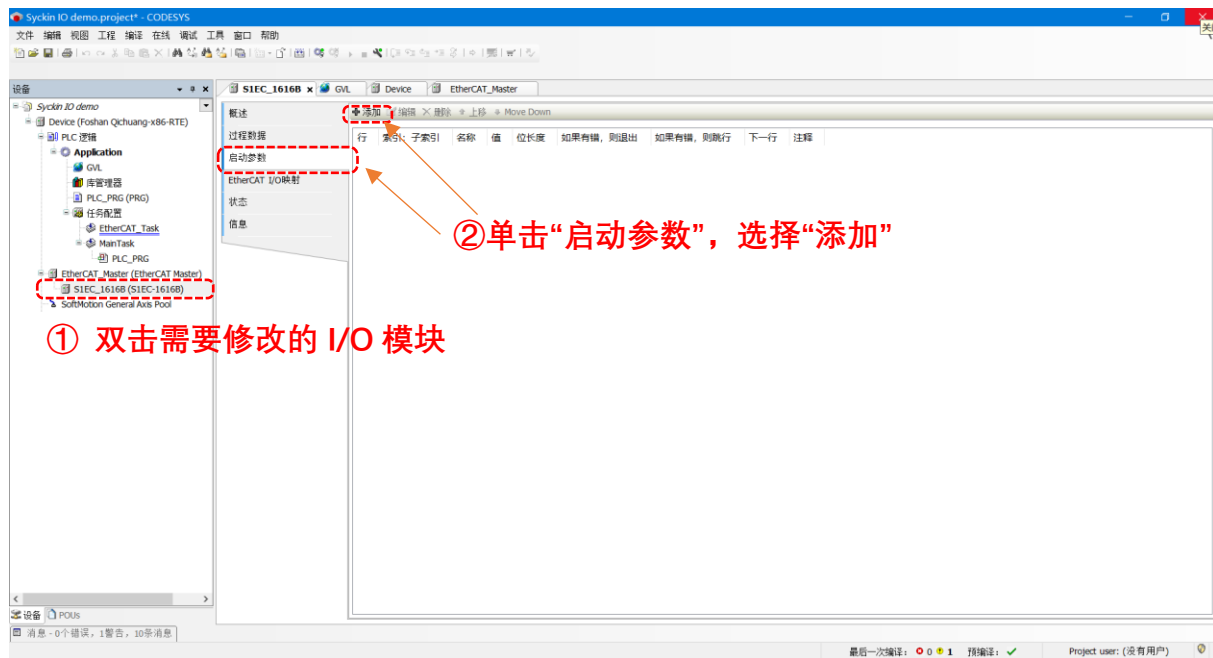 Syckin IO demo.project* - CODESYS
文件 编辑 视图 工程 编译 在线 调试 工具 窗口 帮助
设备
S1EC_1616B x GVL Device EtherCAT_Master
Syckin IO demo
Device (Foshan Qichuang-x86-RTE)
PLC 逻辑
Application
GVL
库管理器
PLC_PRG (PRG)
任务配置
EtherCAT_Task
MainTask
PLC_PRG
EtherCAT_Master (EtherCAT Master)
S1EC_1616B (S1EC-1616B)
SoftMotion General Axis Pool
概述
过程数据
启动参数
EtherCAT I/O映射
状态
信息
添加 编辑 删除 上移 Move Down
行 索引: 子索引 名称 值 位长度 如果有错，则退出 如果有错，则跳行 下一行 注释
②单击“启动参数”，选择“添加”
① 双击需要修改的 I/O 模块
设备 POUs
消息 - 0个错误，1警告，10条消息
最后一次编译： 0 1 预编译： Project user: (没有用户)